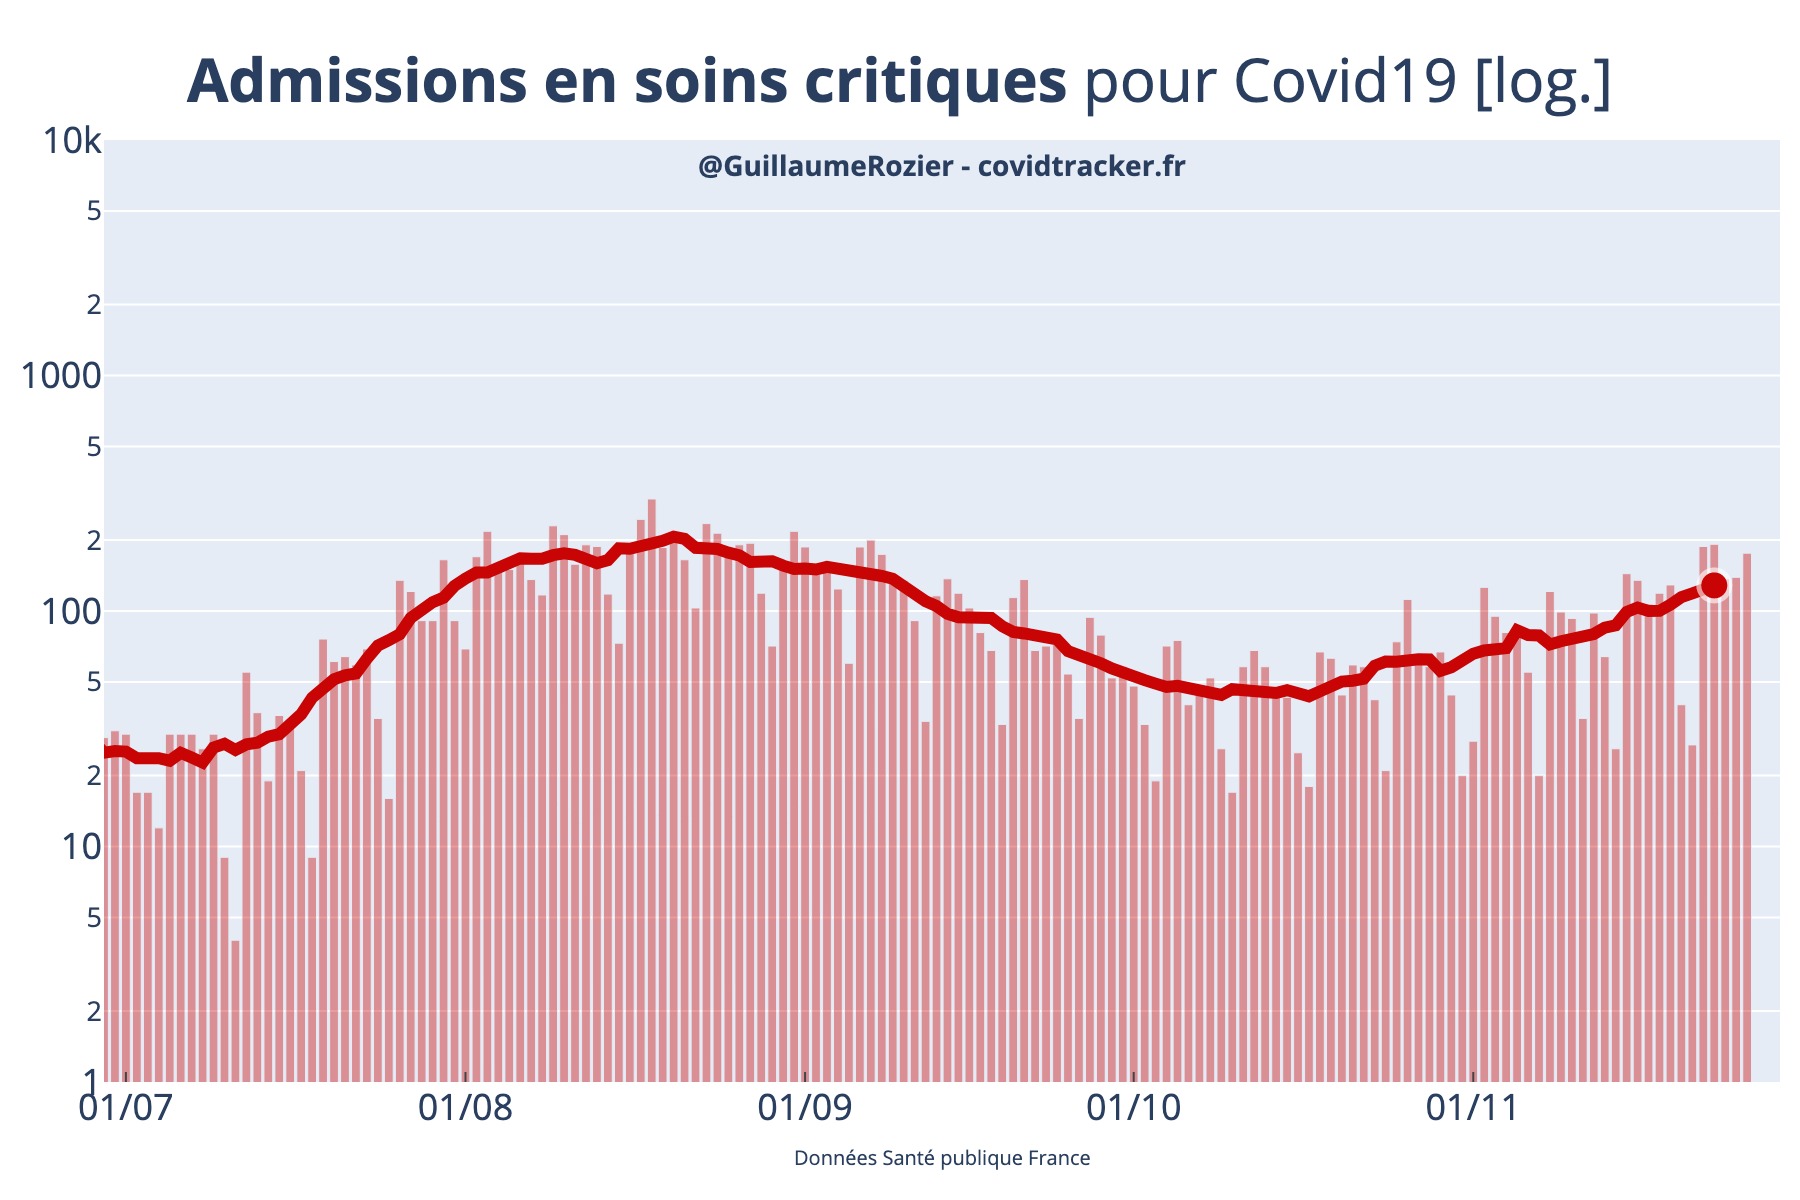 Admissions en soins critiques pour Covid19 [log.]
@GuillaumeRozier - covidtracker.fr
10k
5
2
1000
5
2
100
5
2
10
5
2
1
01/07 01/08 01/09 01/10 01/11
Données Santé publique France